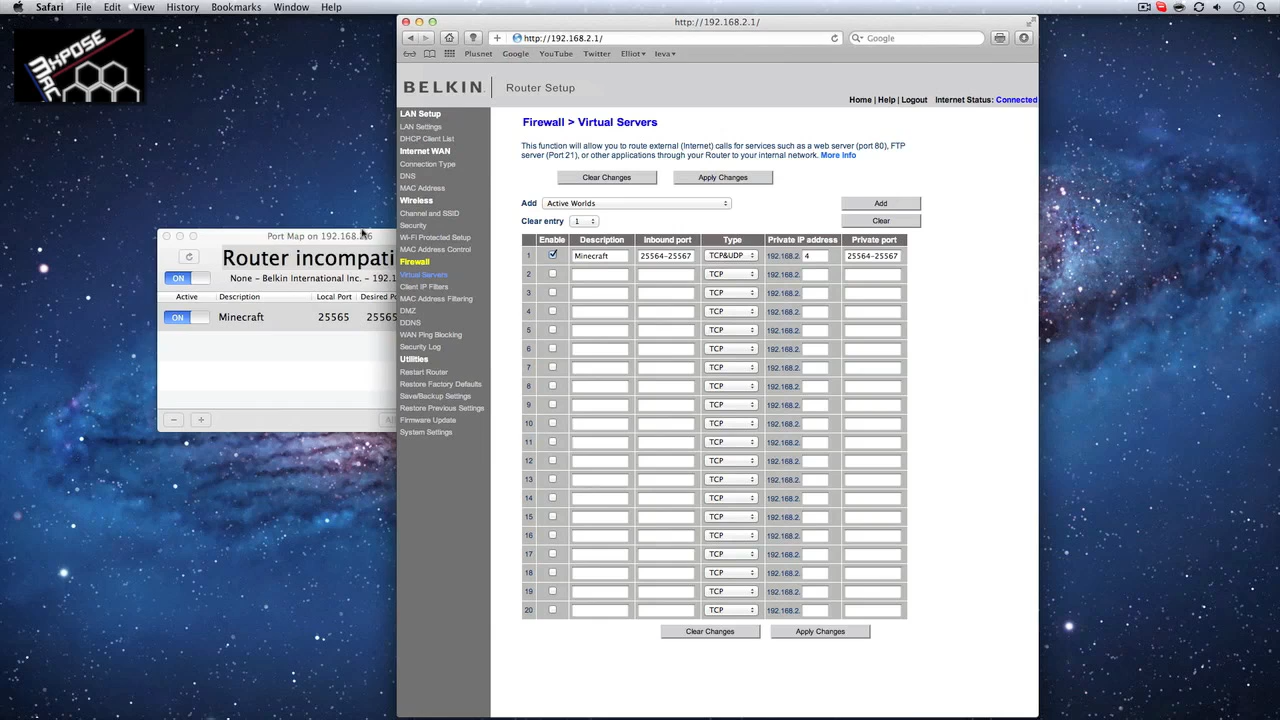 Safari File Edit View History Bookmarks Window Help
EXPOSE
MAC
http://192.168.2.1/
http://192.168.2.1/
Google
Plusnet Google YouTube Twitter Elliot Ieva
BELKIN
Router Setup
Home | Help | Logout Internet Status: Connected
LAN Setup
LAN Settings
DHCP Client List
Internet WAN
Connection Type
DNS
MAC Address
Wireless
Channel and SSID
Security
Wi-Fi Protected Setup
MAC Address Control
Firewall
Virtual Servers
Client IP Filters
MAC Address Filtering
DMZ
DDNS
WAN Ping Blocking
Security Log
Utilities
Restart Router
Restore Factory Defaults
Save/Backup Settings
Restore Previous Settings
Firmware Update
System Settings
Firewall > Virtual Servers
This function will allow you to route external (Internet) calls for services such as a web server (port 80), FTP
server (Port 21), or other applications through your Router to your internal network. More Info
Clear Changes Apply Changes
Add Active Worlds Add
Clear entry 1 Clear
Enable Description Inbound port Type Private IP address Private port
1 Minecraft 25564-25567 TCP&UDP 192.168.2. 4 25564-25567
2 TCP 192.168.2.
3 TCP 192.168.2.
4 TCP 192.168.2.
5 TCP 192.168.2.
6 TCP 192.168.2.
7 TCP 192.168.2.
8 TCP 192.168.2.
9 TCP 192.168.2.
10 TCP 192.168.2.
11 TCP 192.168.2.
12 TCP 192.168.2.
13 TCP 192.168.2.
14 TCP 192.168.2.
15 TCP 192.168.2.
16 TCP 192.168.2.
17 TCP 192.168.2.
18 TCP 192.168.2.
19 TCP 192.168.2.
20 TCP 192.168.2.
Clear Changes Apply Changes
Port Map on 192.168.2.6
Router incompati
ON None – Belkin International Inc. – 192.1
Active Description Local Port Desired Po
ON Minecraft 25565 25565